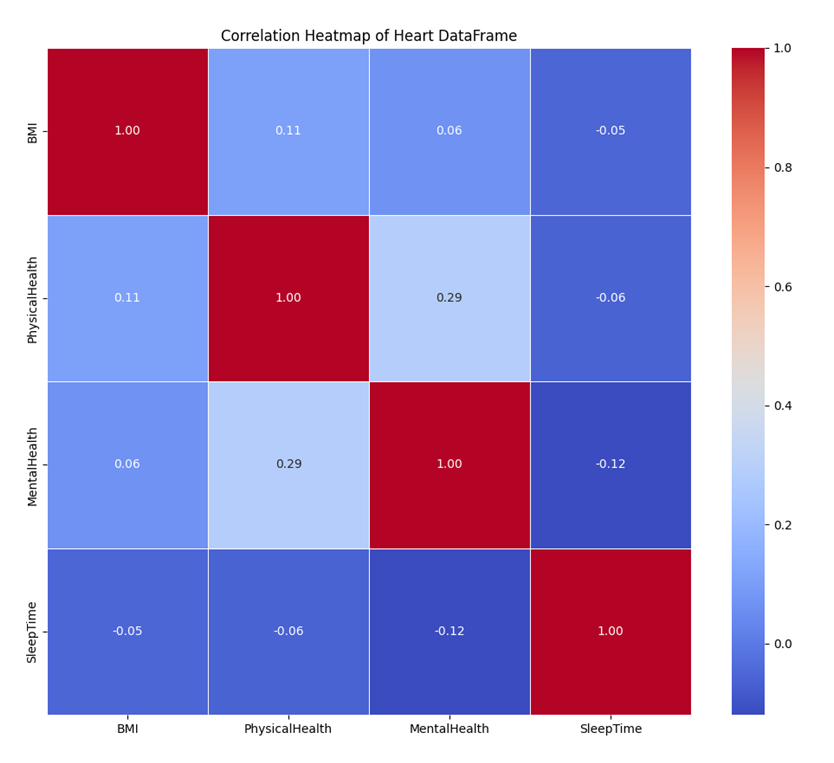 Correlation Heatmap of Heart DataFrame
BMI
1.00
0.11
0.06
-0.05
PhysicalHealth
0.11
1.00
0.29
-0.06
MentalHealth
0.06
0.29
1.00
-0.12
SleepTime
-0.05
-0.06
-0.12
1.00
BMI
PhysicalHealth
MentalHealth
SleepTime
1.0
0.8
0.6
0.4
0.2
0.0